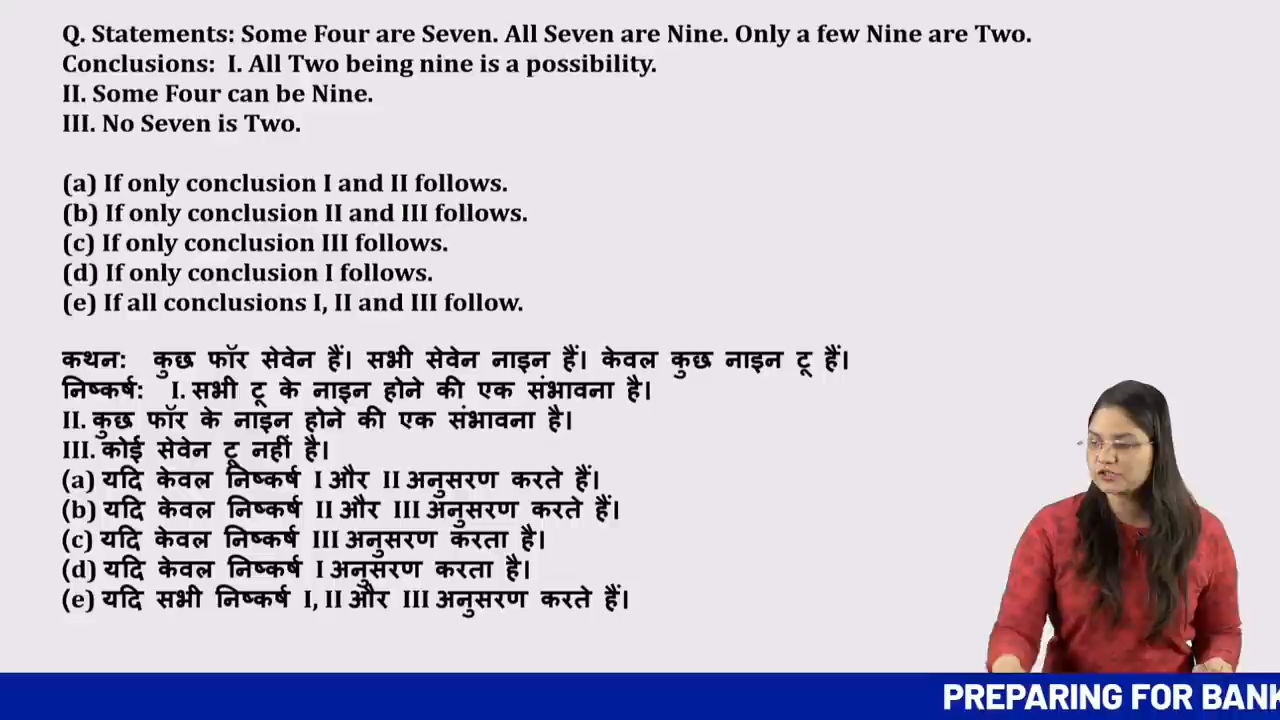 Q. Statements: Some Four are Seven. All Seven are Nine. Only a few Nine are Two.
Conclusions: I. All Two being nine is a possibility.
II. Some Four can be Nine.
III. No Seven is Two.
(a) If only conclusion I and II follows.
(b) If only conclusion II and III follows.
(c) If only conclusion III follows.
(d) If only conclusion I follows.
(e) If all conclusions I, II and III follow.
कथन: कुछ फॉर सेवेन हैं। सभी सेवेन नाइन हैं। केवल कुछ नाइन टू हैं।
निष्कर्ष: I. सभी टू के नाइन होने की एक संभावना है।
II. कुछ फॉर के नाइन होने की एक संभावना है।
III. कोई सेवेन टू नहीं है।
(a) यदि केवल निष्कर्ष I और II अनुसरण करते हैं।
(b) यदि केवल निष्कर्ष II और III अनुसरण करते हैं।
(c) यदि केवल निष्कर्ष III अनुसरण करता है।
(d) यदि केवल निष्कर्ष I अनुसरण करता है।
(e) यदि सभी निष्कर्ष I, II और III अनुसरण करते हैं।
PREPARING FOR BANK